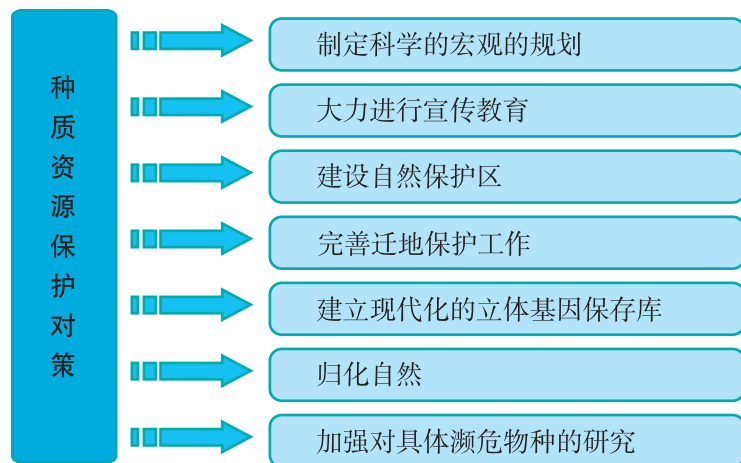 种质资源保护对策
制定科学的宏观的规划
大力进行宣传教育
建设自然保护区
完善迁地保护工作
建立现代化的立体基因保存库
归化自然
加强对具体濒危物种的研究